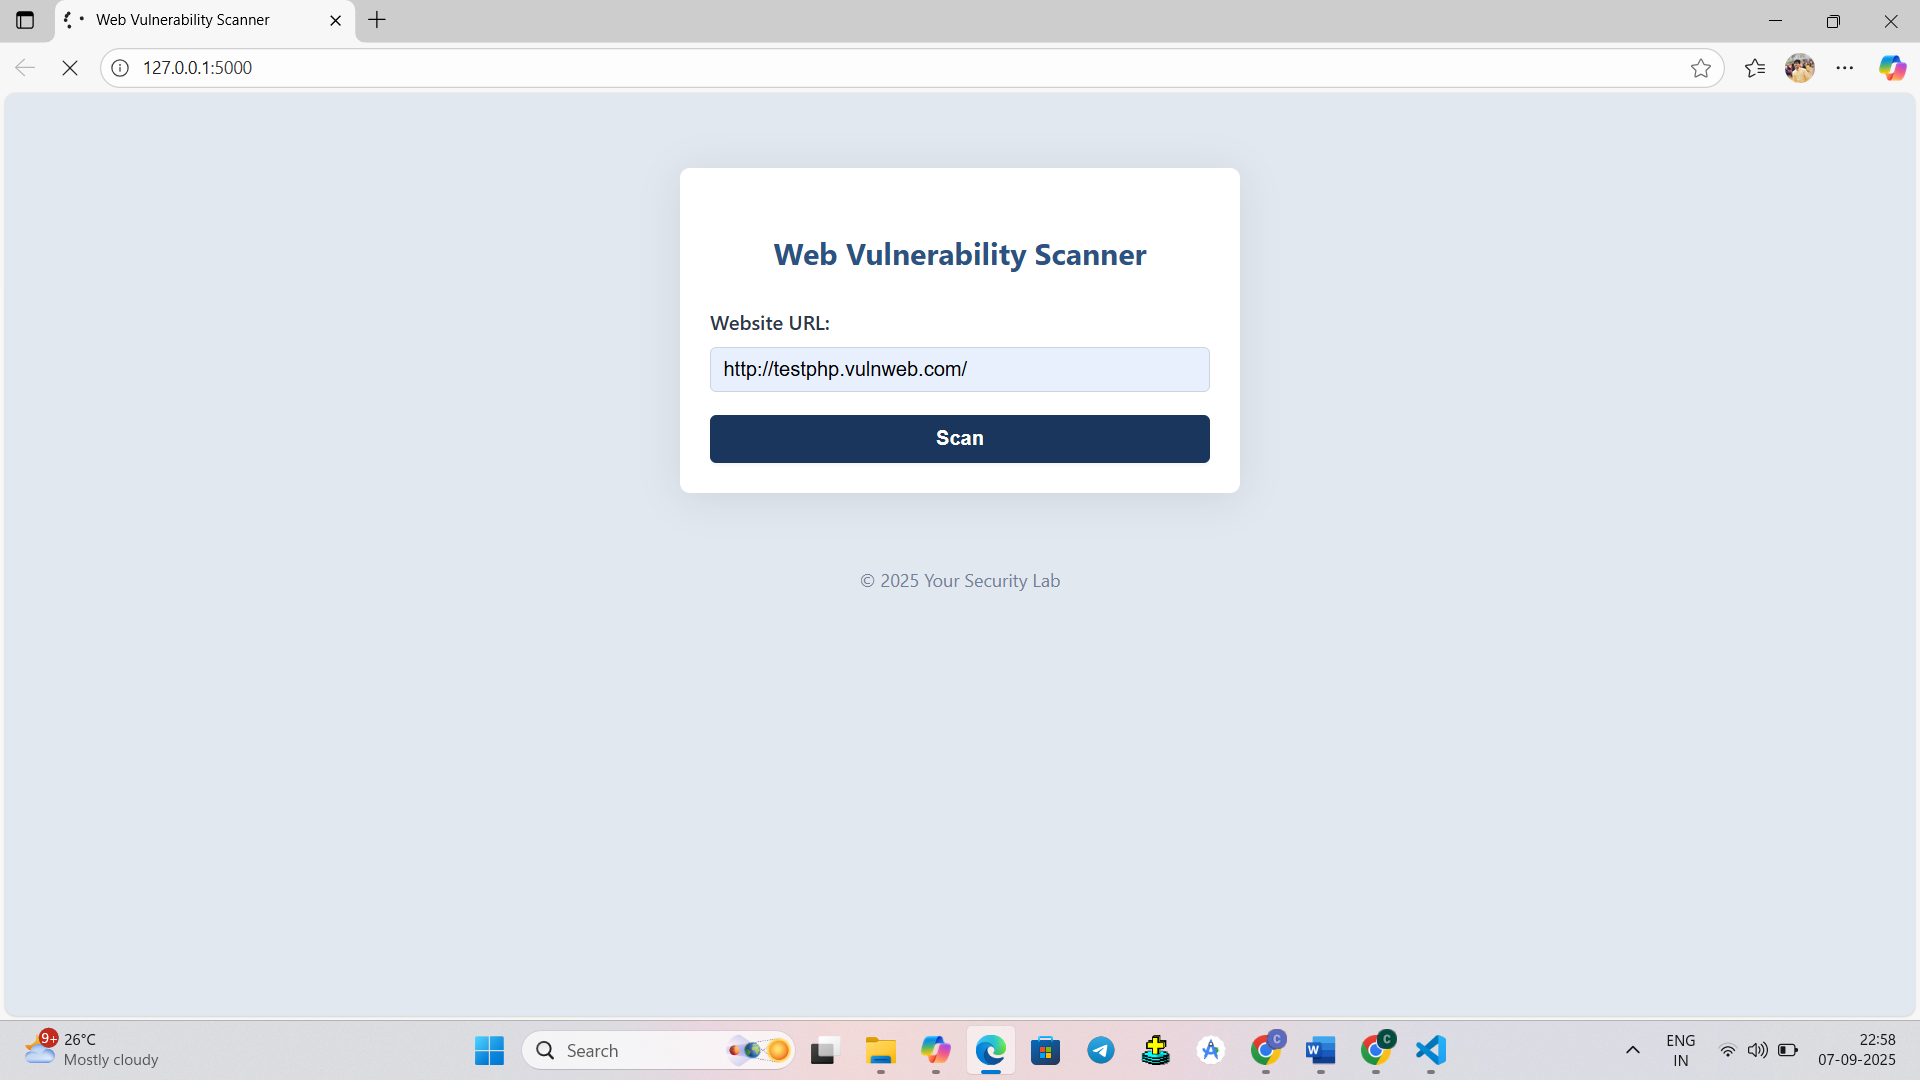 Web Vulnerability Scanner
127.0.0.1:5000
Web Vulnerability Scanner
Website URL:
http://testphp.vulnweb.com/
Scan
© 2025 Your Security Lab
9+
26°C
Mostly cloudy
Search
C
W
C
ENG
IN
22:58
07-09-2025